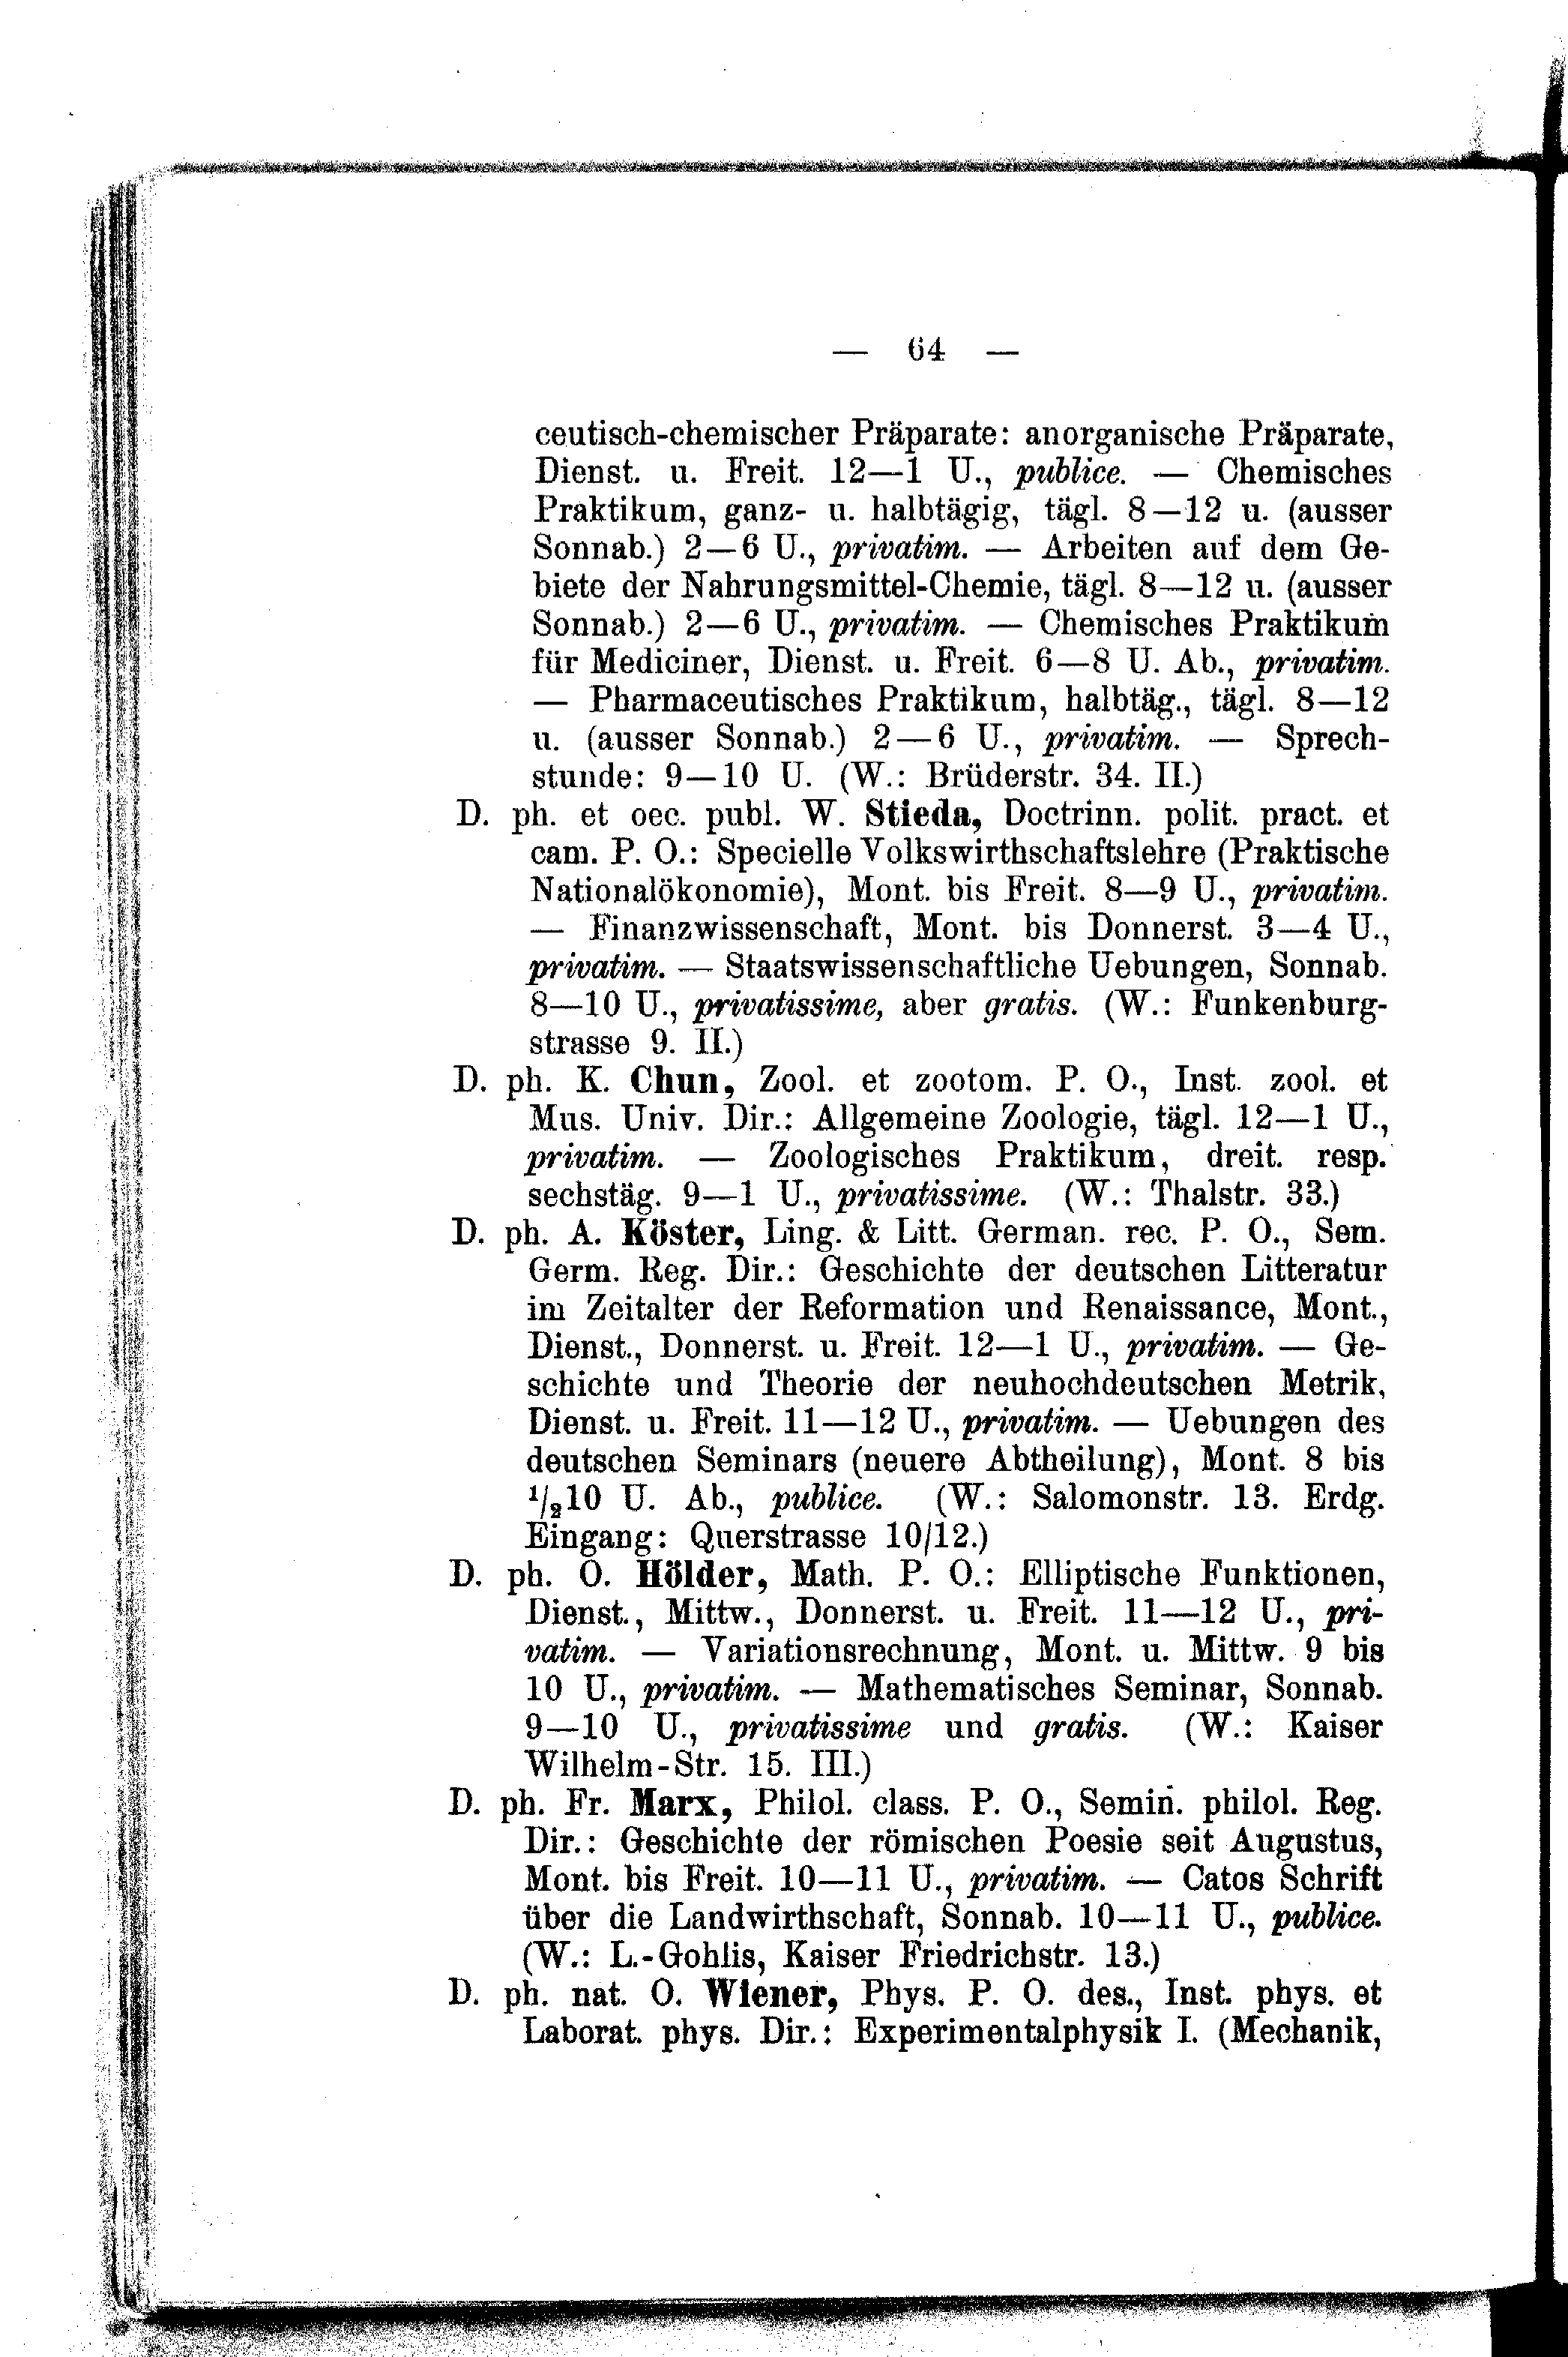 — 64 —
ceutisch-chemischer Präparate: anorganische Präparate,
Dienst. u. Freit. 12—1 U., publice. — Chemisches
Praktikum, ganz- u. halbtägig, tägl. 8—12 u. (ausser
Sonnab.) 2—6 U., privatim. — Arbeiten auf dem Ge-
biete der Nahrungsmittel-Chemie, tägl. 8—12 u. (ausser
Sonnab.) 2—6 U., privatim. — Chemisches Praktikum
für Mediciner, Dienst. u. Freit. 6—8 U. Ab., privatim.
— Pharmaceutisches Praktikum, halbtäg., tägl. 8—12
u. (ausser Sonnab.) 2—6 U., privatim. — Sprech-
stunde: 9—10 U. (W.: Brüderstr. 34. II.)
D. ph. et oec. publ. W. Stieda, Doctrinn. polit. pract. et
cam. P. O.: Specielle Volkswirthschaftslehre (Praktische
Nationalökonomie), Mont. bis Freit. 8—9 U., privatim.
— Finanzwissenschaft, Mont. bis Donnerst. 3—4 U.,
privatim. — Staatswissenschaftliche Uebungen, Sonnab.
8—10 U., privatissime, aber gratis. (W.: Funkenburg-
strasse 9. II.)
D. ph. K. Chun, Zool. et zootom. P. O., Inst. zool. et
Mus. Univ. Dir.: Allgemeine Zoologie, tägl. 12—1 U.,
privatim. — Zoologisches Praktikum, dreit. resp.
sechstäg. 9—1 U., privatissime. (W.: Thalstr. 33.)
D. ph. A. Köster, Ling. & Litt. German. rec. P. O., Sem.
Germ. Reg. Dir.: Geschichte der deutschen Litteratur
im Zeitalter der Reformation und Renaissance, Mont.,
Dienst., Donnerst. u. Freit. 12—1 U., privatim. — Ge-
schichte und Theorie der neuhochdeutschen Metrik,
Dienst. u. Freit. 11—12 U., privatim. — Uebungen des
deutschen Seminars (neuere Abtheilung), Mont. 8 bis
1/2 10 U. Ab., publice. (W.: Salomonstr. 13. Erdg.
Eingang: Querstrasse 10/12.)
D. ph. O. Hölder, Math. P. O.: Elliptische Funktionen,
Dienst., Mittw., Donnerst. u. Freit. 11—12 U., pri-
vatim. — Variationsrechnung, Mont. u. Mittw. 9 bis
10 U., privatim. — Mathematisches Seminar, Sonnab.
9—10 U., privatissime und gratis. (W.: Kaiser
Wilhelm-Str. 15. III.)
D. ph. Fr. Marx, Philol. class. P. O., Semin. philol. Reg.
Dir.: Geschichte der römischen Poesie seit Augustus,
Mont. bis Freit. 10—11 U., privatim. — Catos Schrift
über die Landwirthschaft, Sonnab. 10—11 U., publice.
(W.: L.-Gohlis, Kaiser Friedrichstr. 13.)
D. ph. nat. O. Wiener, Phys. P. O. des., Inst. phys. et
Laborat. phys. Dir.: Experimentalphysik I. (Mechanik,